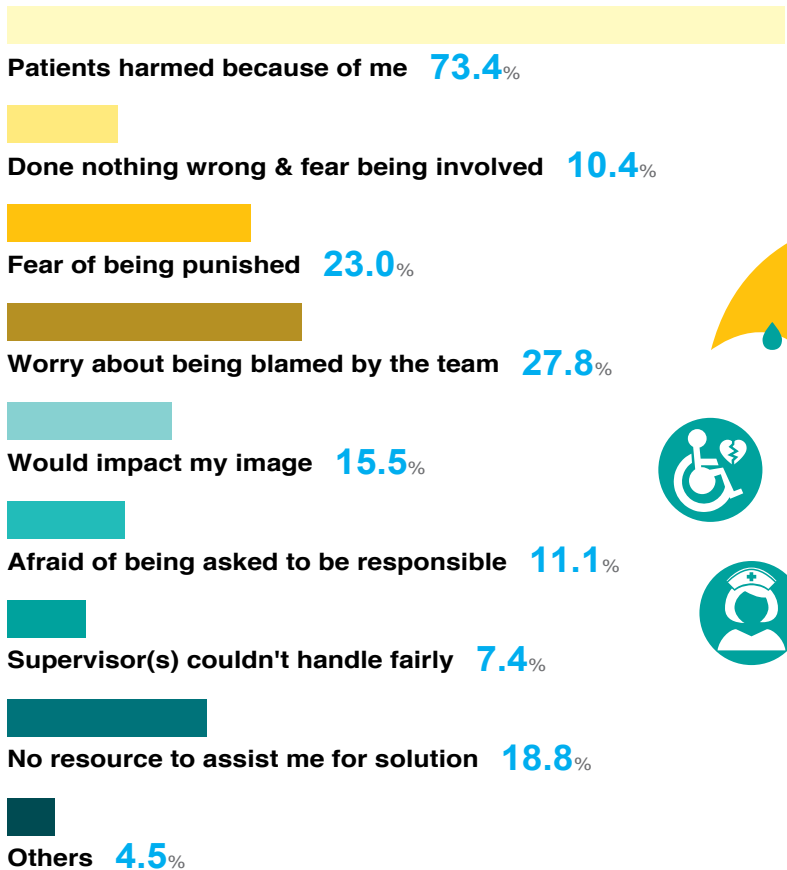 Patients harmed because of me 73.4%
Done nothing wrong & fear being involved 10.4%
Fear of being punished 23.0%
Worry about being blamed by the team 27.8%
Would impact my image 15.5%
Afraid of being asked to be responsible 11.1%
Supervisor(s) couldn't handle fairly 7.4%
No resource to assist me for solution 18.8%
Others 4.5%